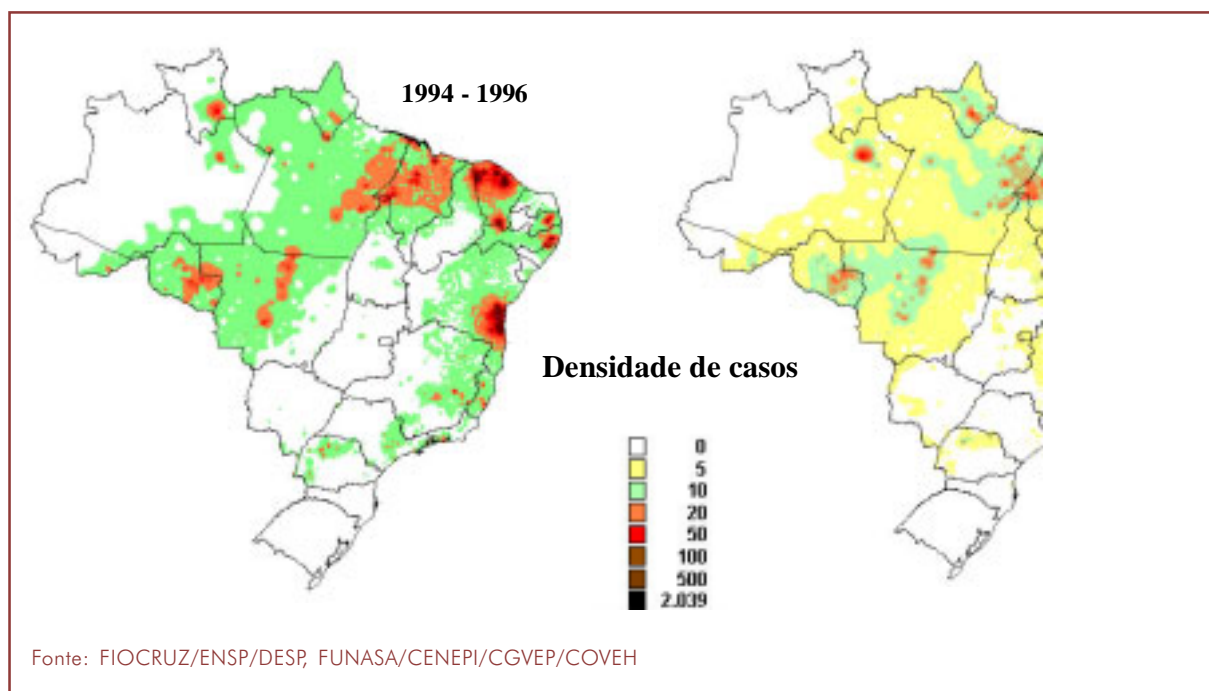 1994 - 1996
Densidade de casos
0
5
10
20
50
100
500
2.039
Fonte: FIOCRUZ/ENSP/DESP, FUNASA/CENEPI/CGVEP/COVEH